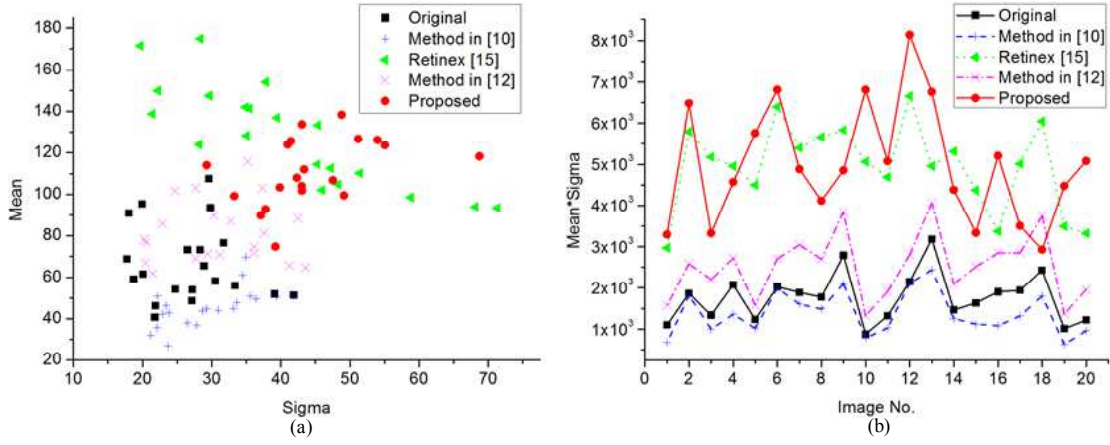 180
160
140
120
100
80
60
40
20
Mean
10
20
30
40
50
60
70
Sigma
(a)
Original
Method in [10]
Retinex [15]
Method in [12]
Proposed
8x10³
7x10³
6x10³
5x10³
4x10³
3x10³
2x10³
1x10³
Mean*Sigma
0
2
4
6
8
10
12
14
16
18
20
Image No.
(b)
Original
Method in [10]
Retinex [15]
Method in [12]
Proposed